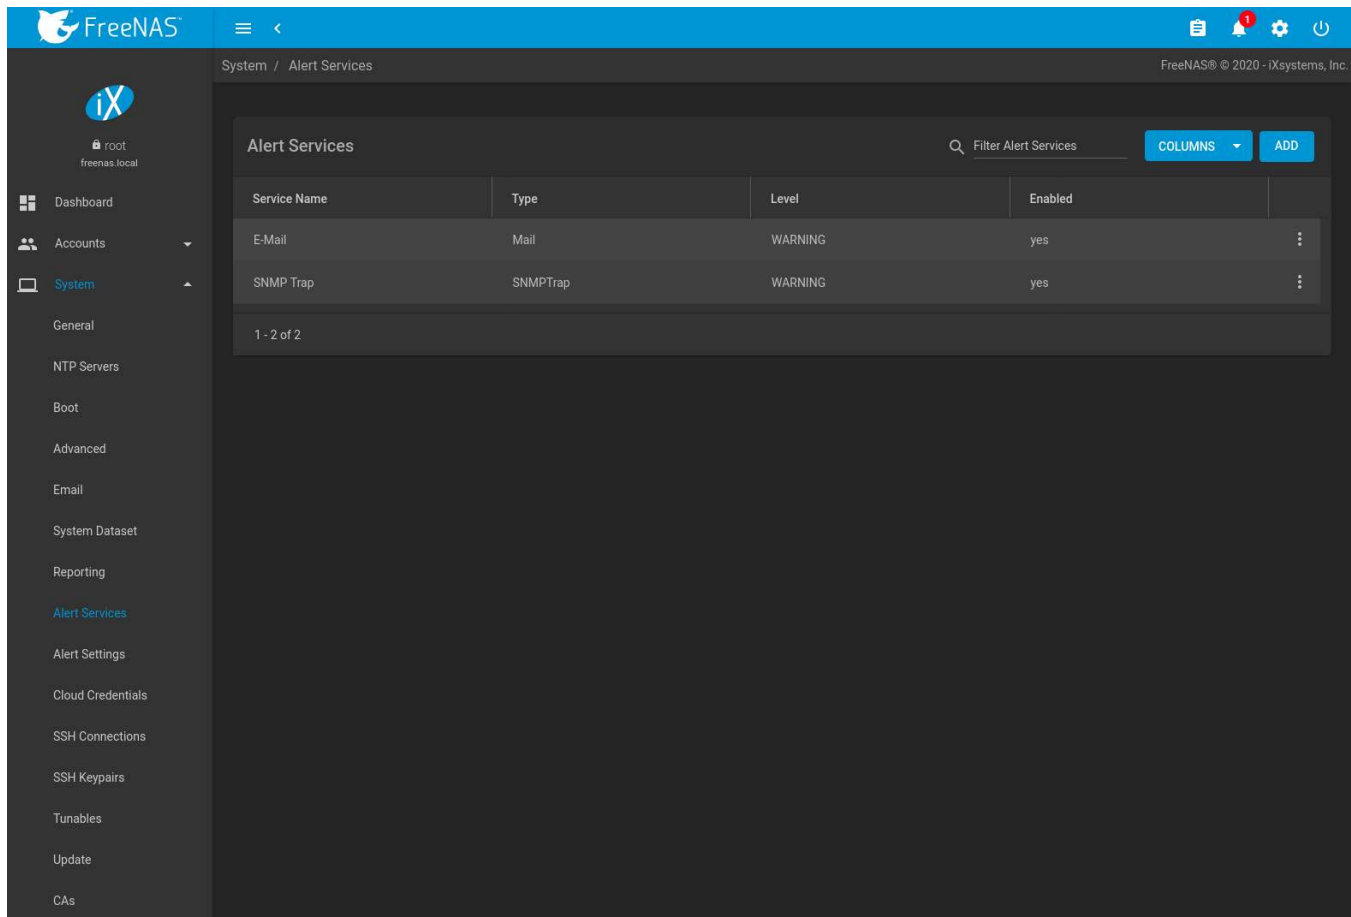 FreeNAS™
1
System / Alert Services
FreeNAS® © 2020 - iXsystems, Inc.
iX
root
freenas.local
Dashboard
Accounts
System
General
NTP Servers
Boot
Advanced
Email
System Dataset
Reporting
Alert Services
Alert Settings
Cloud Credentials
SSH Connections
SSH Keypairs
Tunables
Update
CAs
Alert Services
Filter Alert Services
COLUMNS
ADD
Service Name Type Level Enabled
E-Mail Mail WARNING yes
SNMP Trap SNMPTrap WARNING yes
1 - 2 of 2